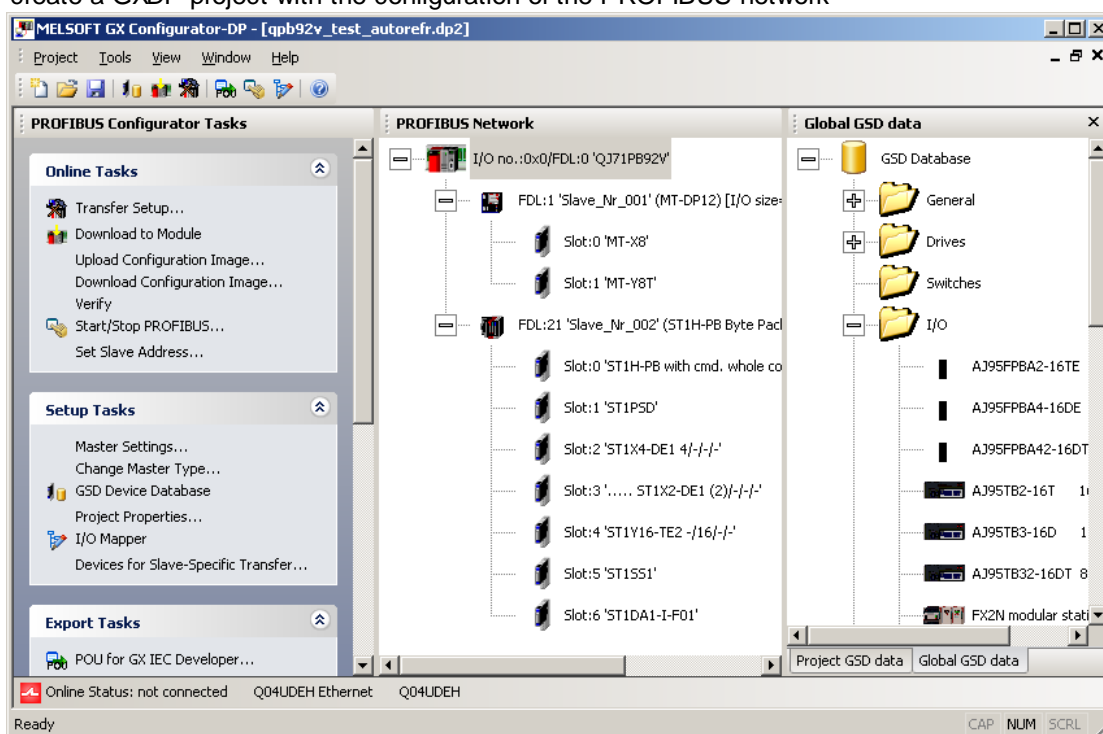 create a GXDP project with the configuration of the PROFIBUS network
MELSOFT GX Configurator-DP - [qpb92v_test_autorefr.dp2]
Project Tools View Window Help
PROFIBUS Configurator Tasks
Online Tasks
Transfer Setup...
Download to Module
Upload Configuration Image...
Download Configuration Image...
Verify
Start/Stop PROFIBUS...
Set Slave Address...
Setup Tasks
Master Settings...
Change Master Type...
GSD Device Database
Project Properties...
I/O Mapper
Devices for Slave-Specific Transfer...
Export Tasks
POU for GX IEC Developer...
PROFIBUS Network
I/O no.:0x0/FDL:0 'QJ71PB92V'
FDL:1 'Slave_Nr_001' (MT-DP12) [I/O size=
Slot:0 'MT-X8'
Slot:1 'MT-Y8T'
FDL:21 'Slave_Nr_002' (ST1H-PB Byte Pac
Slot:0 'ST1H-PB with cmd. whole co
Slot:1 'ST1PSD'
Slot:2 'ST1X4-DE1 4/-/-/-'
Slot:3 '..... ST1X2-DE1 (2)/-/-/-'
Slot:4 'ST1Y16-TE2 -/16/-/-'
Slot:5 'ST1SS1'
Slot:6 'ST1DA1-I-F01'
Global GSD data
GSD Database
General
Drives
Switches
I/O
AJ95FPBA2-16TE
AJ95FPBA4-16DE
AJ95FPBA42-16DT
AJ95TB2-16T 1
AJ95TB3-16D 1
AJ95TB32-16DT 8
FX2N modular stati
Project GSD data Global GSD data
Online Status: not connected Q04UDEH Ethernet Q04UDEH
Ready CAP NUM SCRL